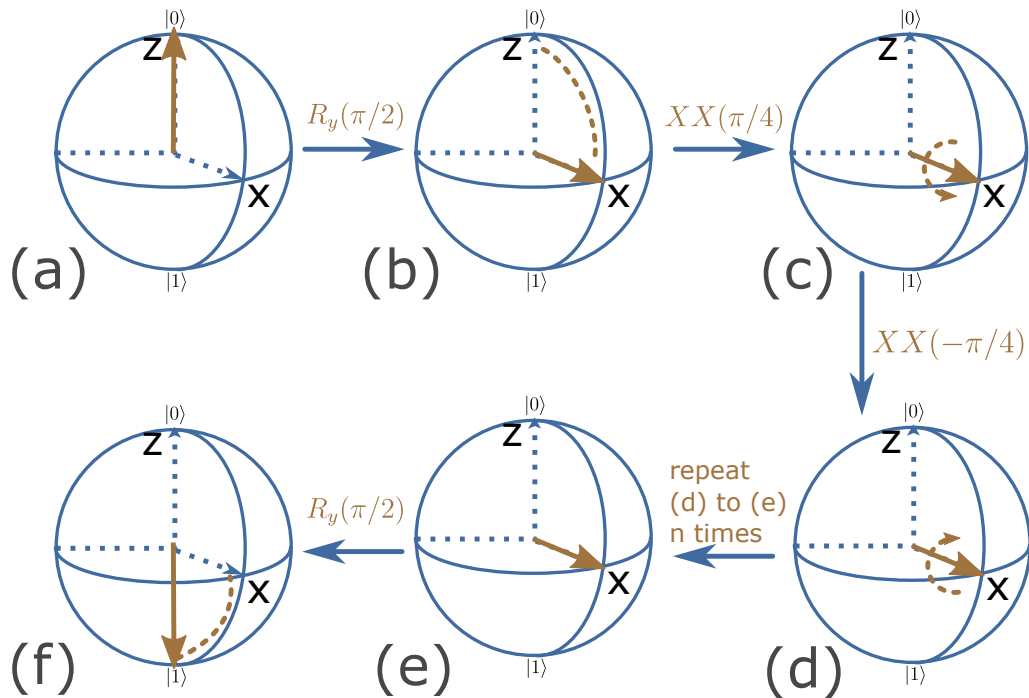 |0⟩
Z
X
|1⟩
(a)
R_y(π/2)
|0⟩
Z
X
|1⟩
(b)
XX(π/4)
|0⟩
Z
X
|1⟩
(c)
XX(−π/4)
|0⟩
Z
X
(d)
|1⟩
repeat
(d) to (e)
n times
|0⟩
Z
X
|1⟩
(e)
R_y(π/2)
|0⟩
Z
X
|1⟩
(f)